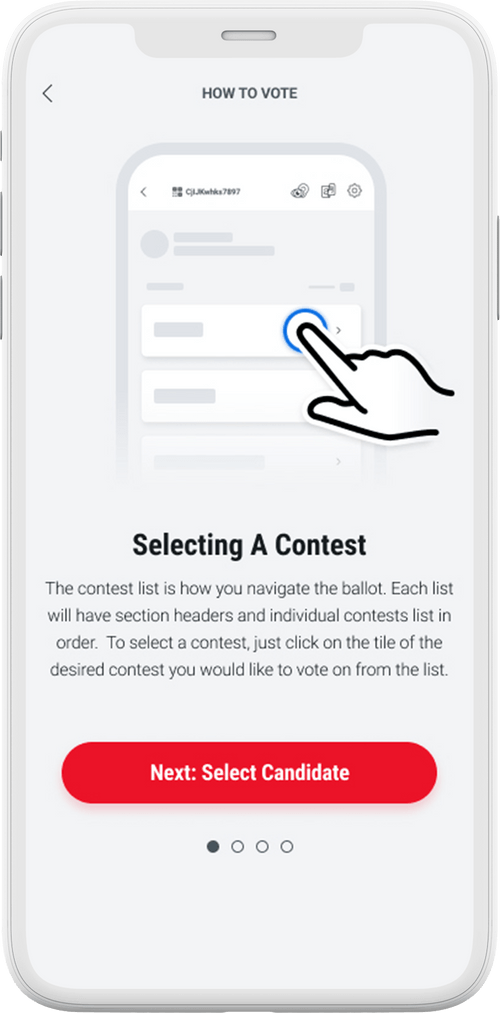 HOW TO VOTE
CjIJKwhks7897
Selecting A Contest
The contest list is how you navigate the ballot. Each list
will have section headers and individual contests list in
order.  To select a contest, just click on the tile of the
desired contest you would like to vote on from the list.
Next: Select Candidate